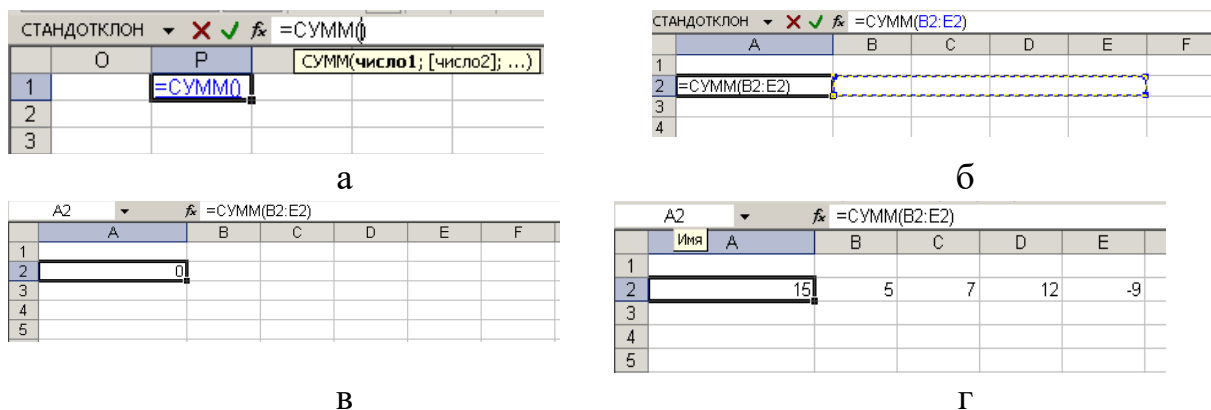 СТАНДОТКЛОН =СУММ()
O P СУММ(число1; [число2]; ...)
1 =СУММ()
2
3
а
СТАНДОТКЛОН =СУММ(B2:E2)
A B C D E F
1
2 =СУММ(B2:E2)
3
4
б
A2 =СУММ(B2:E2)
A B C D E F
1
2 0
3
4
5
в
A2 =СУММ(B2:E2)
Имя A B C D E
1
2 15 5 7 12 -9
3
4
5
г